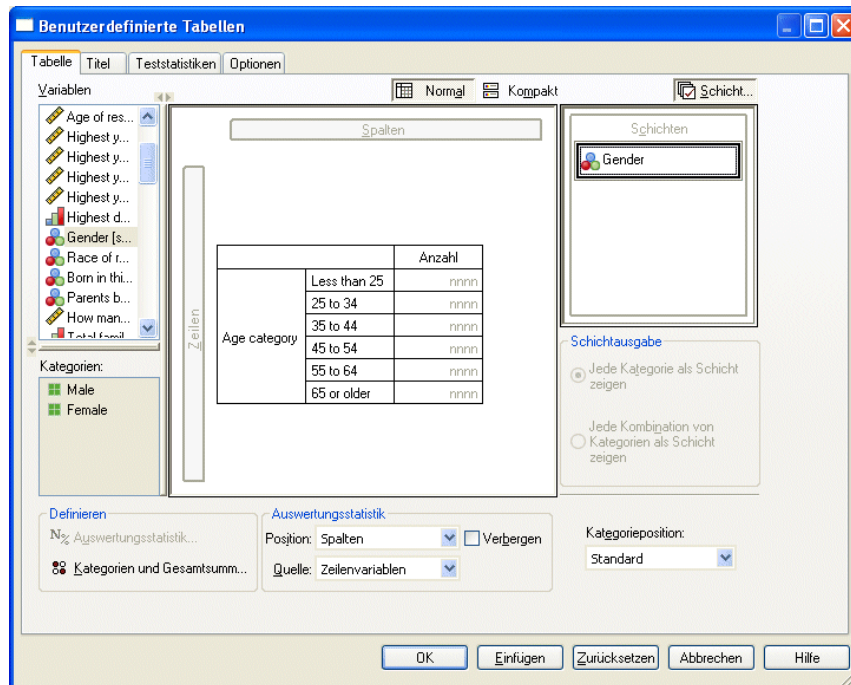 Benutzerdefinierte Tabellen
Tabelle Titel Teststatistiken Optionen
Variablen
Normal Kompakt Schicht...
Age of res...
Highest y...
Highest y...
Highest y...
Highest y...
Highest d...
Gender [s...
Race of r...
Born in thi...
Parents b...
How man...
Total famil
Kategorien:
Male
Female
Spalten
Zeilen
Anzahl
Age category
Less than 25 nnnn
25 to 34 nnnn
35 to 44 nnnn
45 to 54 nnnn
55 to 64 nnnn
65 or older nnnn
Schichten
Gender
Schichtausgabe
Jede Kategorie als Schicht
zeigen
Jede Kombination von
Kategorien als Schicht
zeigen
Definieren
N% Auswertungsstatistik...
Kategorien und Gesamtsumm...
Auswertungsstatistik
Position: Spalten Verbergen
Quelle: Zeilenvariablen
Kategorieposition:
Standard
OK Einfügen Zurücksetzen Abbrechen Hilfe